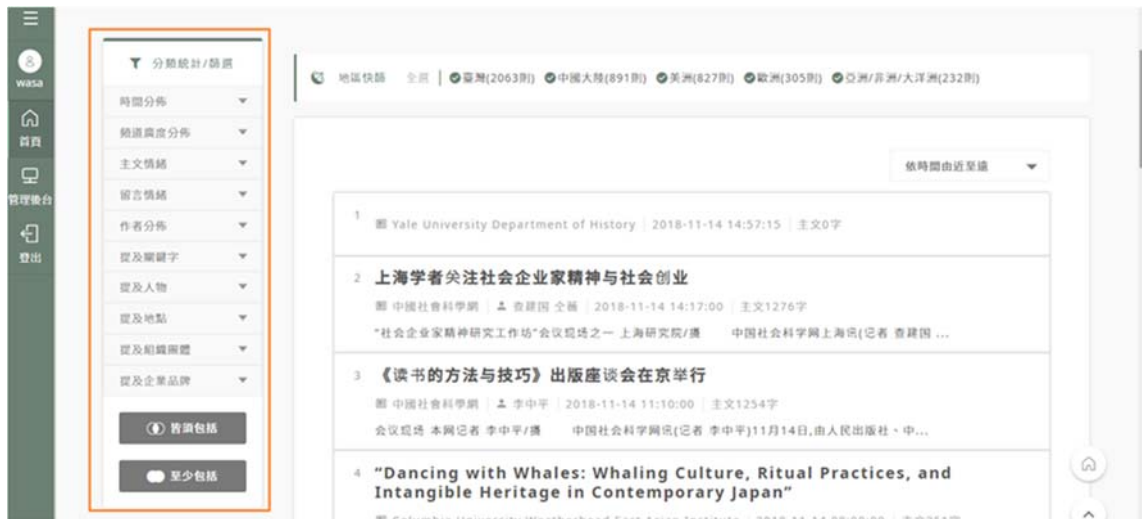 wasa
首頁
管理後台
登出
分類統計/篩選
時間分佈
頻道廣度分佈
主文情緒
留言情緒
作者分佈
提及關鍵字
提及人物
提及地點
提及組織團體
提及企業品牌
皆須包括
至少包括
地區快篩 全選 臺灣(2063則) 中國大陸(891則) 美洲(827則) 歐洲(305則) 亞洲/非洲/大洋洲(232則)
依時間由近至遠
1
Yale University Department of History 2018-11-14 14:57:15 主文0字
2 上海学者关注社会企业家精神与社会创业
中國社會科學網 查建国 仝薇 2018-11-14 14:17:00 主文1276字
"社会企业家精神研究工作坊"会议现场之一 上海研究院/摄 中国社会科学网上海讯(记者 查建国 ...
3 《读书的方法与技巧》出版座谈会在京举行
中國社會科學網 李中平 2018-11-14 11:10:00 主文1254字
会议现场 本网记者 李中平/摄 中国社会科学网讯(记者 李中平)11月14日,由人民出版社、中...
4 "Dancing with Whales: Whaling Culture, Ritual Practices, and
Intangible Heritage in Contemporary Japan"